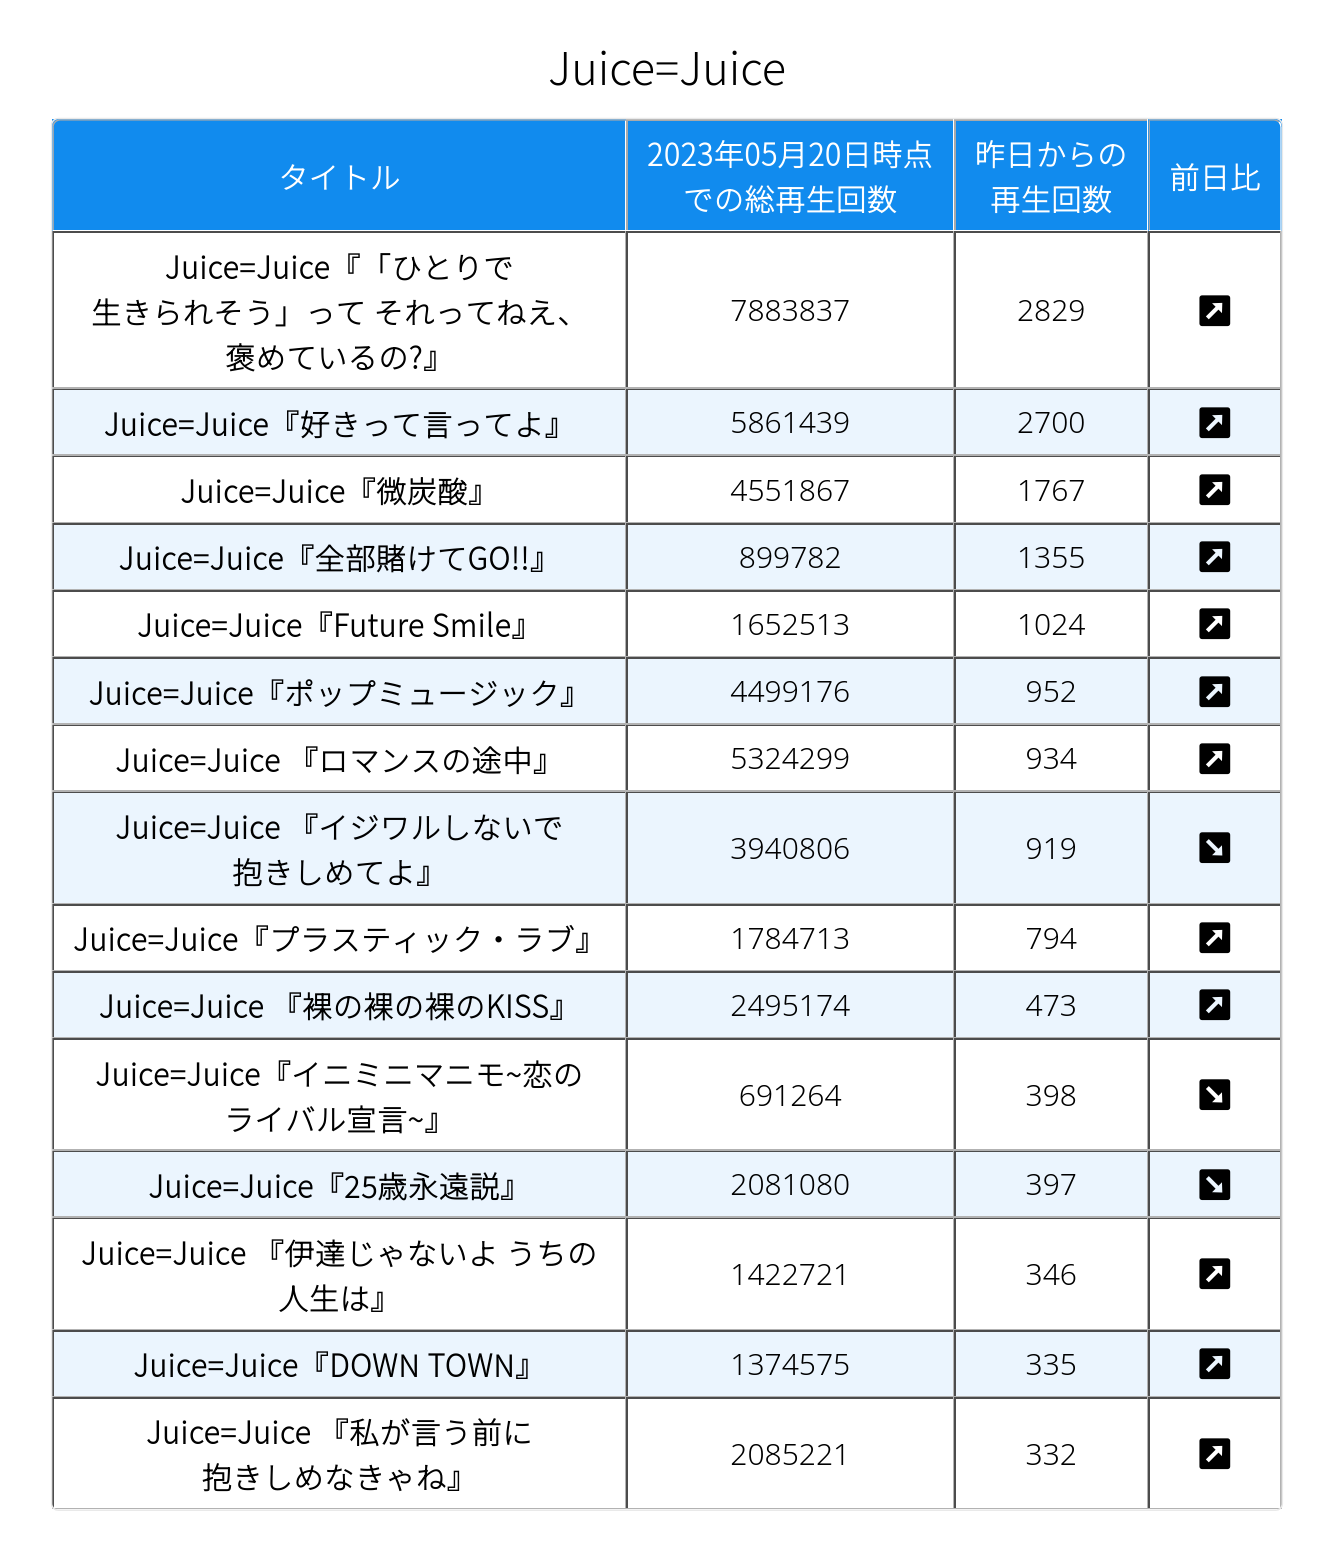 Juice=Juice
タイトル
2023年05月20日時点
での総再生回数
昨日からの
再生回数
前日比
Juice=Juice『「ひとりで
生きられそう」って それってねえ、
褒めているの?』
7883837
2829
Juice=Juice『好きって言ってよ』
5861439
2700
Juice=Juice『微炭酸』
4551867
1767
Juice=Juice『全部賭けてGO!!』
899782
1355
Juice=Juice『Future Smile』
1652513
1024
Juice=Juice『ポップミュージック』
4499176
952
Juice=Juice 『ロマンスの途中』
5324299
934
Juice=Juice 『イジワルしないで
抱きしめてよ』
3940806
919
Juice=Juice『プラスティック・ラブ』
1784713
794
Juice=Juice 『裸の裸の裸のKISS』
2495174
473
Juice=Juice『イニミニマニモ~恋の
ライバル宣言~』
691264
398
Juice=Juice『25歳永遠説』
2081080
397
Juice=Juice 『伊達じゃないよ うちの
人生は』
1422721
346
Juice=Juice『DOWN TOWN』
1374575
335
Juice=Juice 『私が言う前に
抱きしめなきゃね』
2085221
332